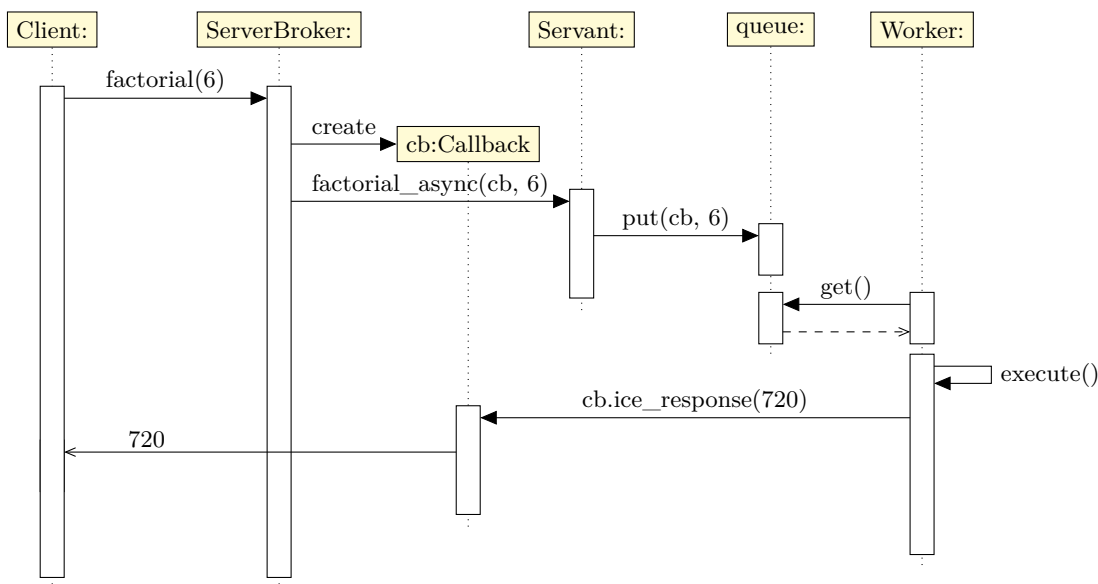 Client:
ServerBroker:
Servant:
queue:
Worker:
factorial(6)
create
cb:Callback
factorial_async(cb, 6)
put(cb, 6)
get()
execute()
cb.ice_response(720)
720